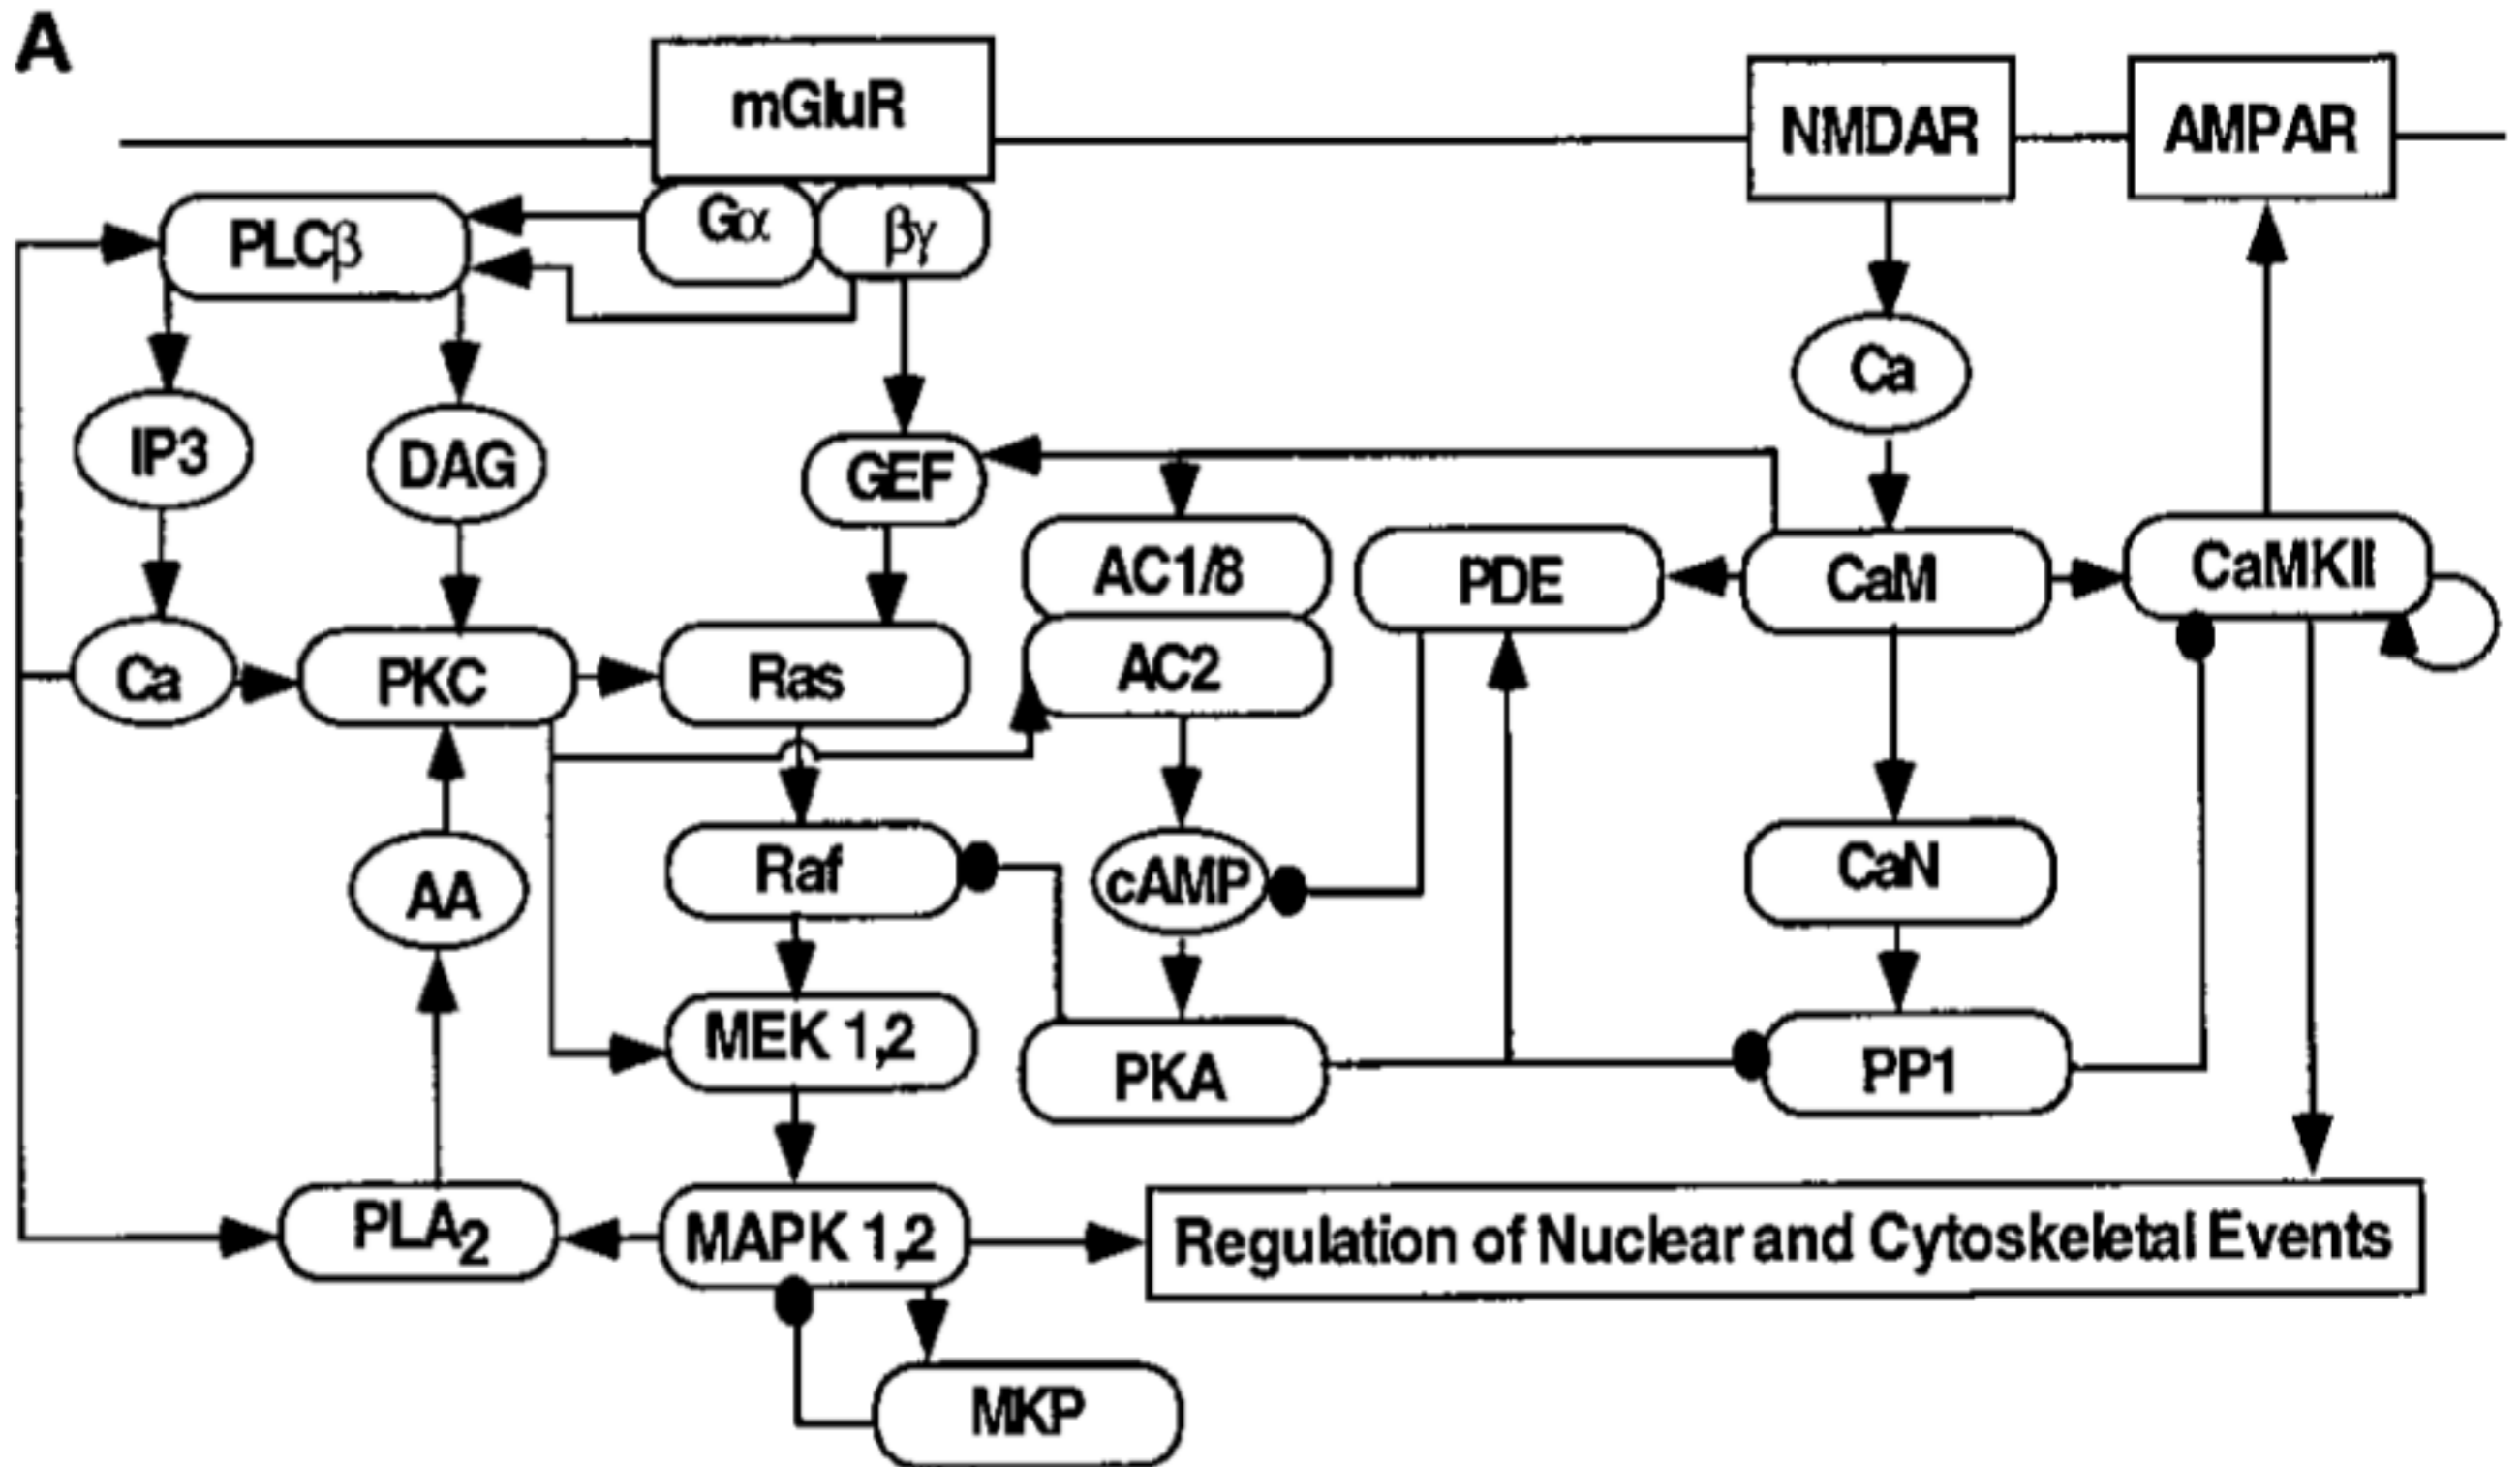 A
mGluR
NMDAR
AMPAR
Gα
βγ
PLCβ
Ca
IP3
DAG
GEF
AC1/8
PDE
CaM
CaMKII
Ca
PKC
Ras
AC2
AA
Raf
cAMP
CaN
MEK 1,2
PKA
PP1
PLA2
MAPK 1,2
Regulation of Nuclear and Cytoskeletal Events
MKP